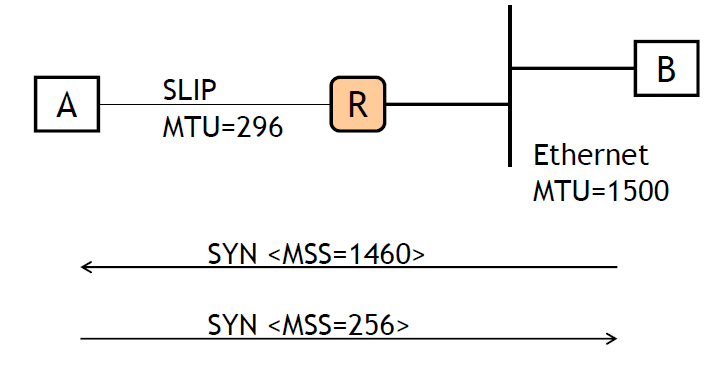 A
SLIP
MTU=296
R
B
Ethernet
MTU=1500
SYN <MSS=1460>
SYN <MSS=256>